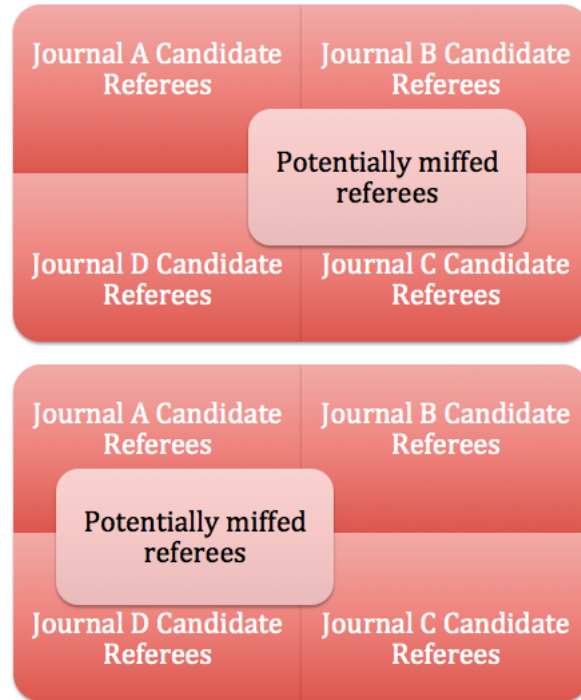 Journal A Candidate
Referees
Journal B Candidate
Referees
Potentially miffed
referees
Journal D Candidate
Referees
Journal C Candidate
Referees
Journal A Candidate
Referees
Journal B Candidate
Referees
Potentially miffed
referees
Journal D Candidate
Referees
Journal C Candidate
Referees